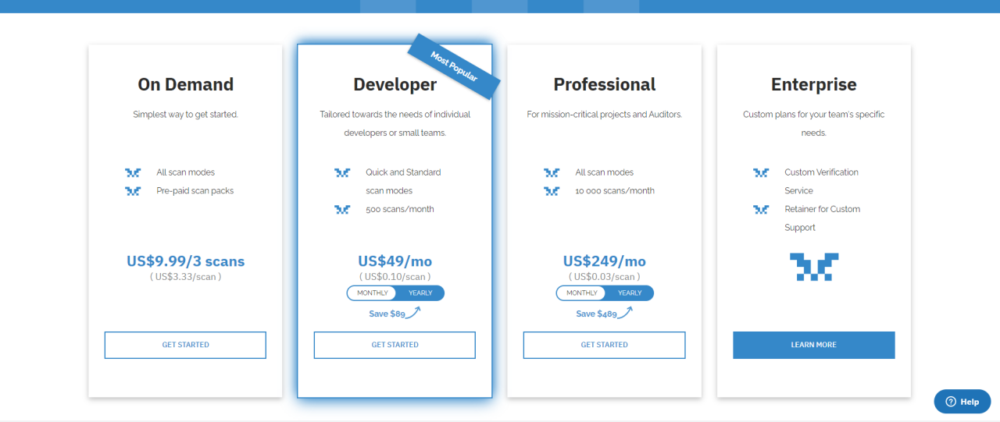 On Demand
Simplest way to get started.
All scan modes
Pre-paid scan packs
US$9.99/3 scans
( US$3.33/scan )
GET STARTED
Most Popular
Developer
Tailored towards the needs of individual
developers or small teams.
Quick and Standard
scan modes
500 scans/month
US$49/mo
( US$0.10/scan )
MONTHLY YEARLY
Save $89
GET STARTED
Professional
For mission-critical projects and Auditors.
All scan modes
10 000 scans/month
US$249/mo
( US$0.03/scan )
MONTHLY YEARLY
Save $489
GET STARTED
Enterprise
Custom plans for your team's specific
needs.
Custom Verification
Service
Retainer for Custom
Support
LEARN MORE
Help